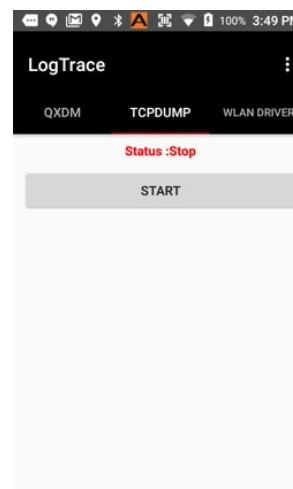 100% 3:49 PM
LogTrace
QXDM TCPDUMP WLAN DRIVER
Status :Stop
START